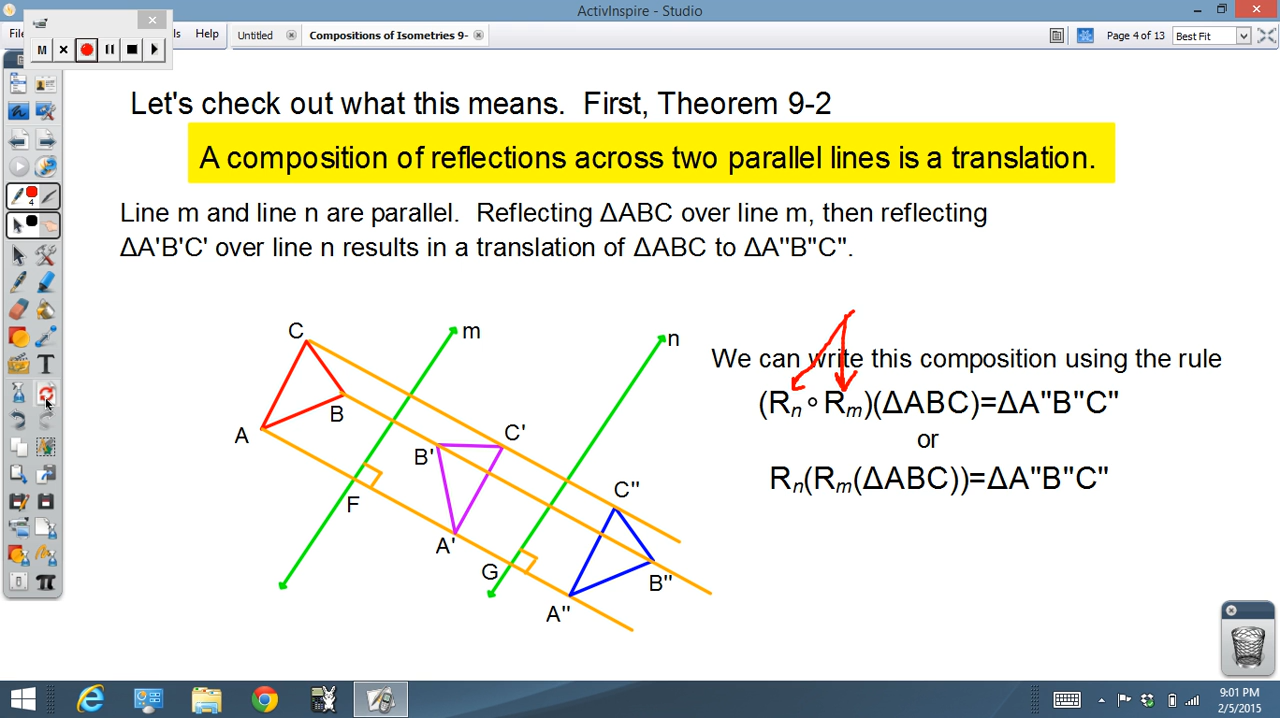 ActivInspire - Studio
Help
Untitled
Compositions of Isometries 9-
Page 4 of 13
Best Fit
M
4
T
Let's check out what this means.  First, Theorem 9-2
A composition of reflections across two parallel lines is a translation.
Line m and line n are parallel.  Reflecting ΔABC over line m, then reflecting
ΔA'B'C' over line n results in a translation of ΔABC to ΔA"B"C".
C
m
n
B
A
C'
B'
F
A'
C"
G
B"
A"
We can write this composition using the rule
(Rn∘Rm)(ΔABC)=ΔA"B"C"
or
Rn(Rm(ΔABC))=ΔA"B"C"
9:01 PM
2/5/2015